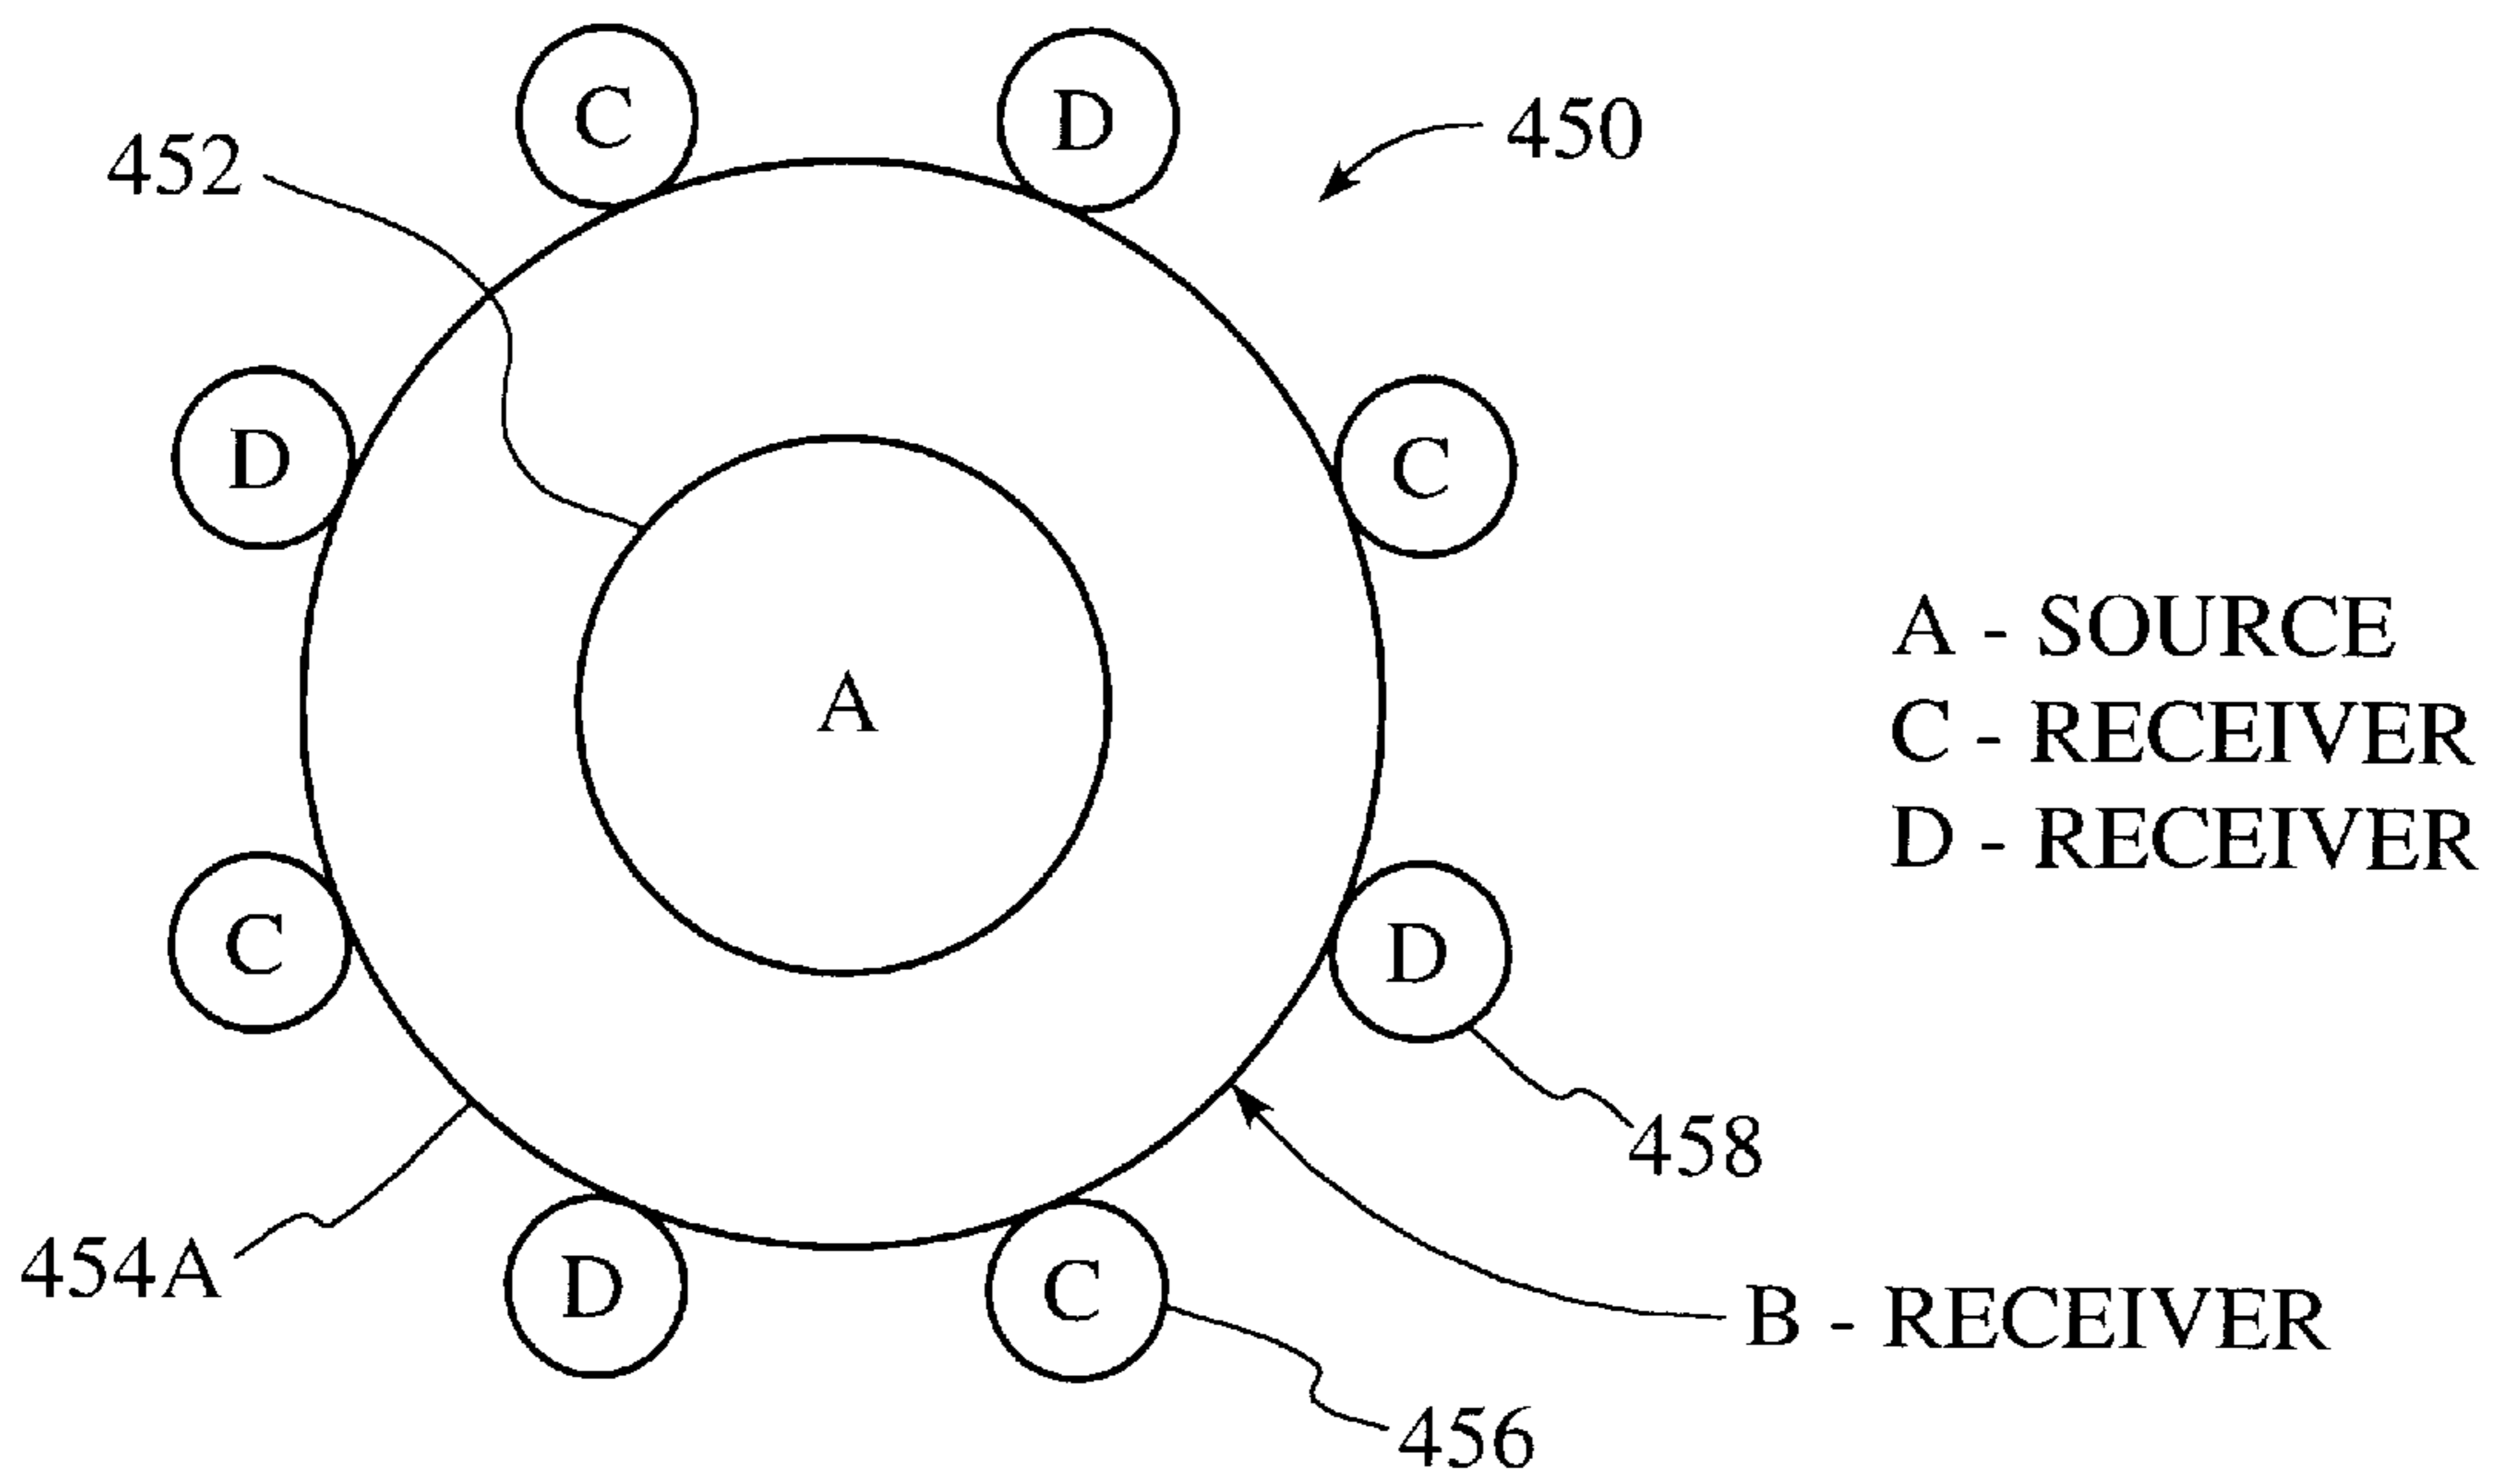 C
D
450
452
D
C
A - SOURCE
A
C - RECEIVER
D - RECEIVER
C
D
458
454A
D
C
B - RECEIVER
456